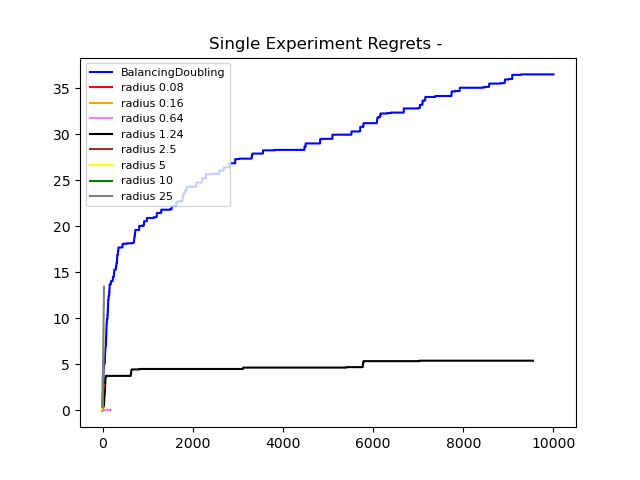 Single Experiment Regrets -
BalancingDoubling
radius 0.08
radius 0.16
radius 0.64
radius 1.24
radius 2.5
radius 5
radius 10
radius 25
35
30
25
20
15
10
5
0
0 2000 4000 6000 8000 10000